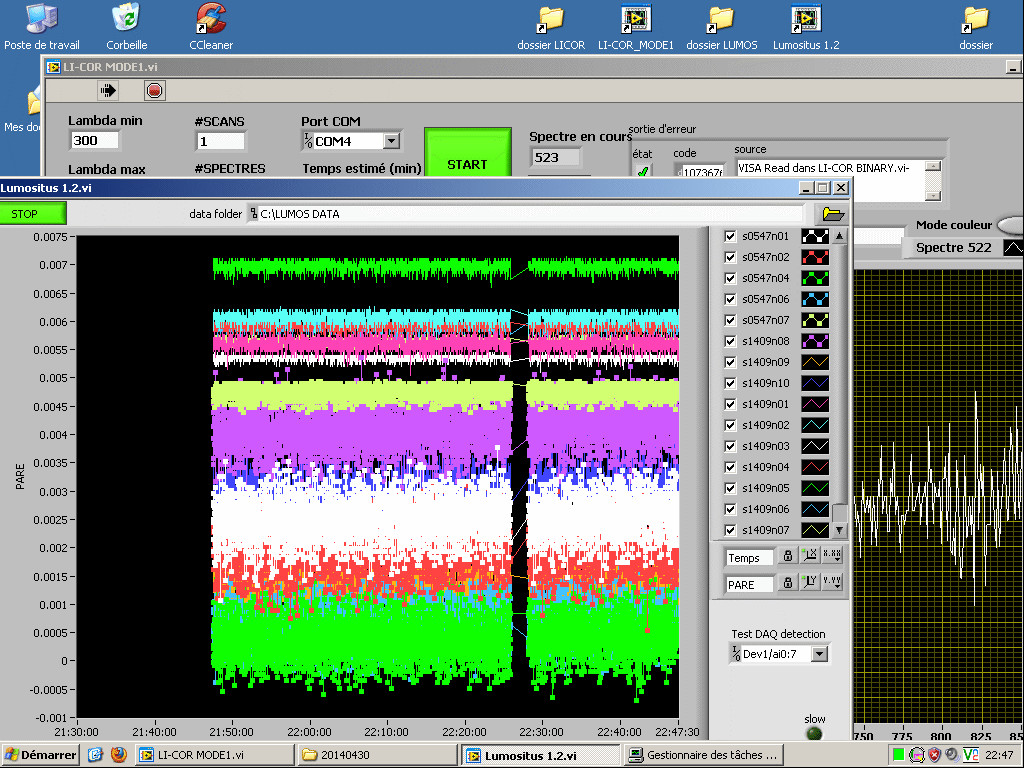 Poste de travail
Corbeille
CCleaner
dossier LICOR
LI-COR_MODE1
dossier LUMOS
Lumositus 1.2
dossier
Mes do
LI-COR MODE1.vi
Lambda min
#SCANS
Port COM
300
1
COM4
START
Spectre en cours
523
sortie d'erreur
état
code
source
VISA Read dans LI-COR BINARY.vi-
Lambda max
#SPECTRES
Temps estimé (min)
Lumositus 1.2.vi
STOP
data folder
C:\LUMOS DATA
Mode couleur
Spectre 522
0.0075
0.007
0.0065
0.006
0.0055
0.005
0.0045
0.004
0.0035
0.003
0.0025
0.002
0.0015
0.001
0.0005
0
-0.0005
-0.001
PARE
21:30:00
21:40:00
21:50:00
22:00:00
22:10:00
22:20:00
22:30:00
22:40:00
22:47:30
s0547n01
s0547n02
s0547n04
s0547n06
s0547n07
s1409n08
s1409n09
s1409n10
s1409n01
s1409n02
s1409n03
s1409n04
s1409n05
s1409n06
s1409n07
Temps
PARE
Test DAQ detection
Dev1/ai0:7
slow
750
775
800
825
85
Démarrer
LI-COR MODE1.vi
20140430
Lumositus 1.2.vi
Gestionnaire des tâches ...
22:47